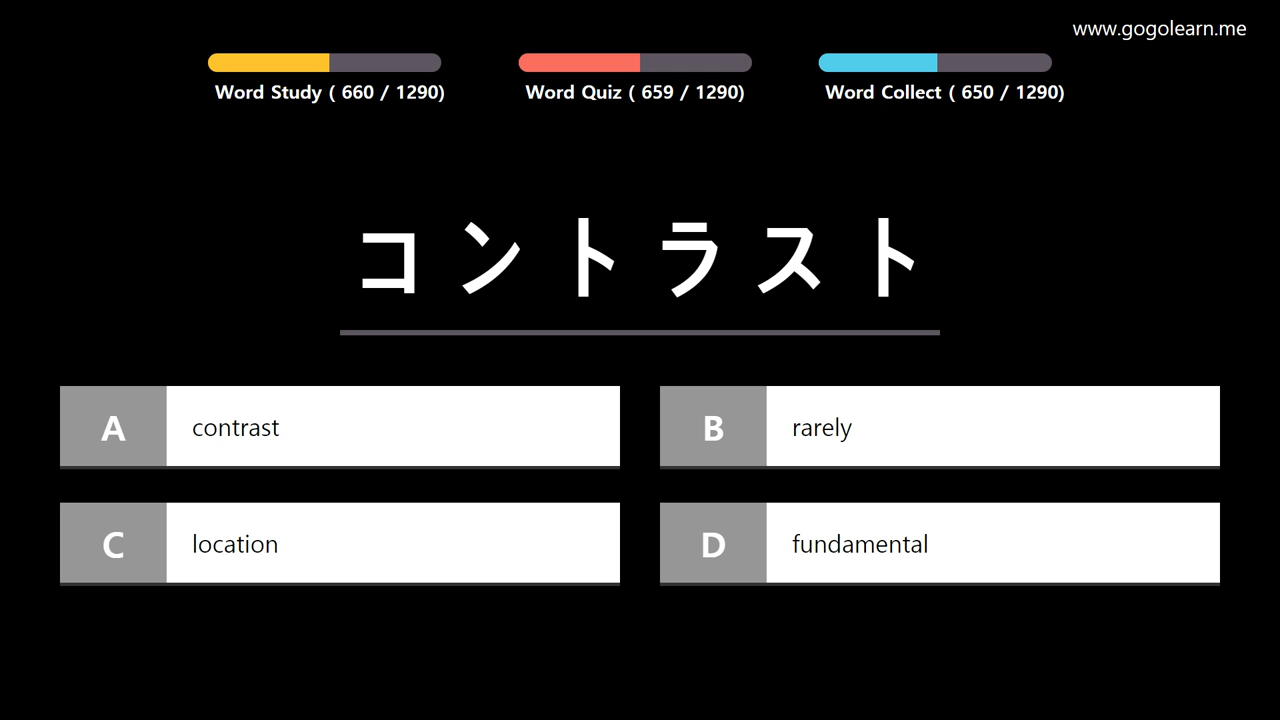 www.gogolearn.me
Word Study ( 660 / 1290)
Word Quiz ( 659 / 1290)
Word Collect ( 650 / 1290)
コントラスト
A contrast
B rarely
C location
D fundamental